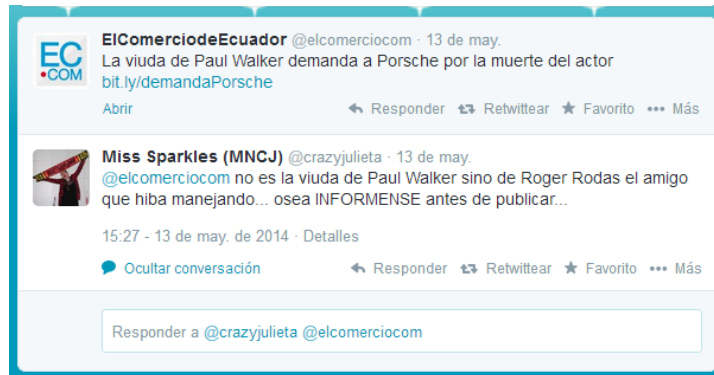 EC
•COM
ElComerciodeEcuador @elcomerciocom · 13 de may.
La viuda de Paul Walker demanda a Porsche por la muerte del actor
bit.ly/demandaPorsche
Abrir Responder Retwittear Favorito Más
Miss Sparkles (MNCJ) @crazyjulieta · 13 de may.
@elcomerciocom no es la viuda de Paul Walker sino de Roger Rodas el amigo
que hiba manejando... osea INFORMENSE antes de publicar...
15:27 - 13 de may. de 2014 · Detalles
Ocultar conversación Responder Retwittear Favorito Más
Responder a @crazyjulieta @elcomerciocom